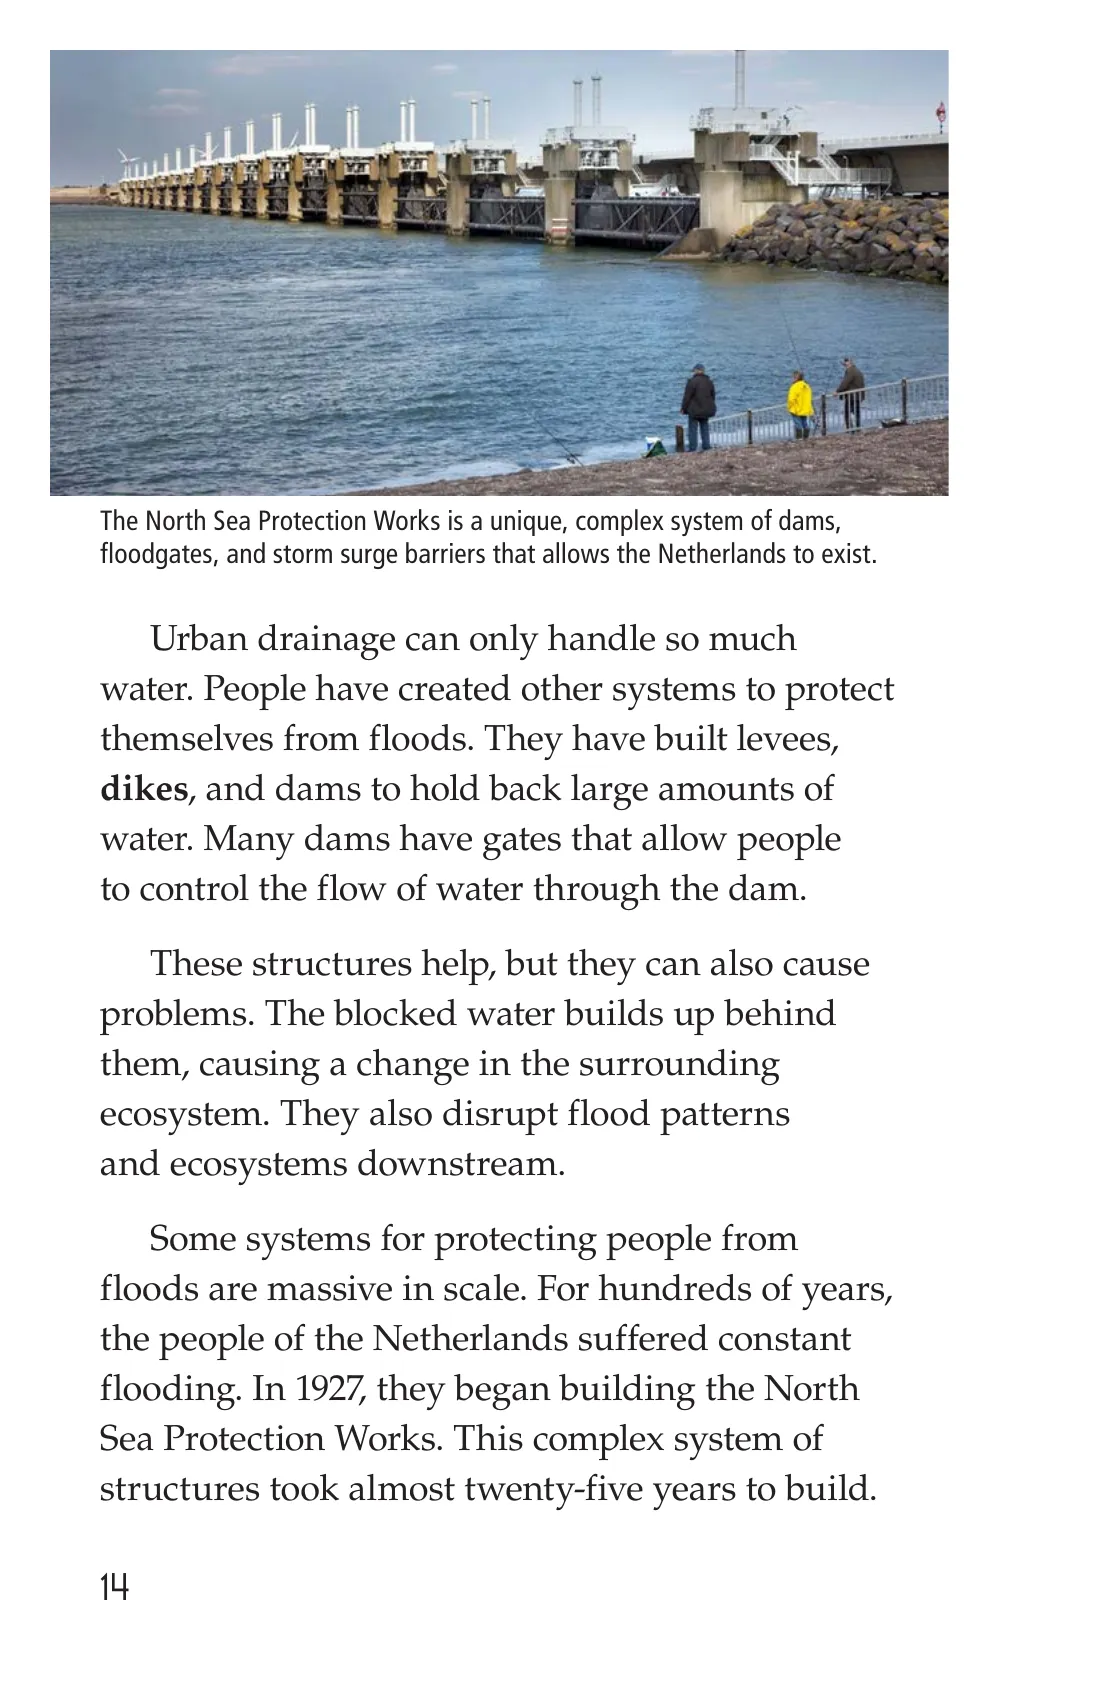 The North Sea Protection Works is a unique, complex system of dams,
floodgates, and storm surge barriers that allows the Netherlands to exist.
Urban drainage can only handle so much
water. People have created other systems to protect
themselves from floods. They have built levees,
dikes, and dams to hold back large amounts of
water. Many dams have gates that allow people
to control the flow of water through the dam.
These structures help, but they can also cause
problems. The blocked water builds up behind
them, causing a change in the surrounding
ecosystem. They also disrupt flood patterns
and ecosystems downstream.
Some systems for protecting people from
floods are massive in scale. For hundreds of years,
the people of the Netherlands suffered constant
flooding. In 1927, they began building the North
Sea Protection Works. This complex system of
structures took almost twenty-five years to build.
14